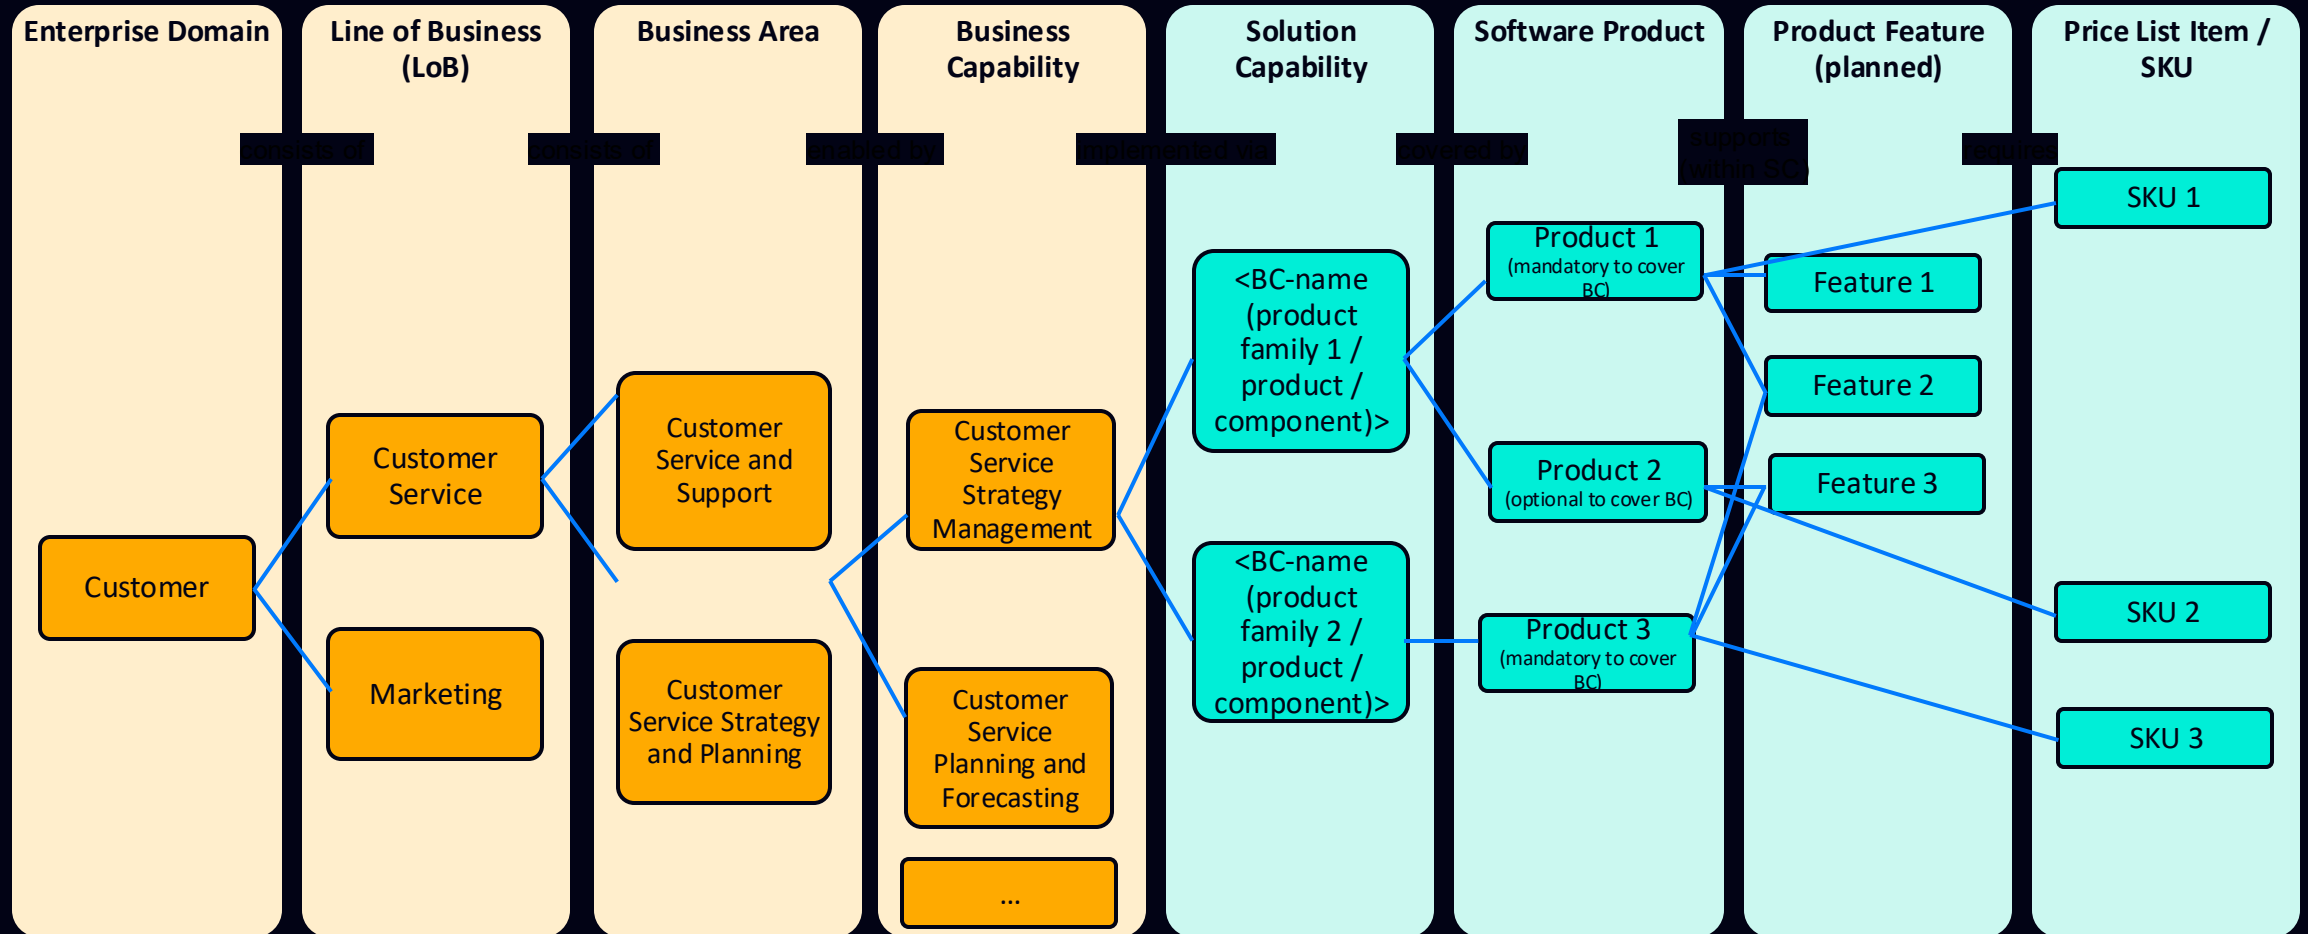 Enterprise Domain
Line of Business
(LoB)
Business Area
Business
Capability
Solution
Capability
Software Product
Product Feature
(planned)
Price List Item /
SKU
consists of
consists of
enabled by
implemented via
covered by
supports
(within SC)
requires
Customer
Customer
Service
Marketing
Customer
Service and
Support
Customer
Service Strategy
and Planning
Customer
Service
Strategy
Management
Customer
Service
Planning and
Forecasting
...
<BC-name
(product
family 1 /
product /
component)>
<BC-name
(product
family 2 /
product /
component)>
Product 1
(mandatory to cover
BC)
Product 2
(optional to cover BC)
Product 3
(mandatory to cover
BC)
Feature 1
Feature 2
Feature 3
SKU 1
SKU 2
SKU 3